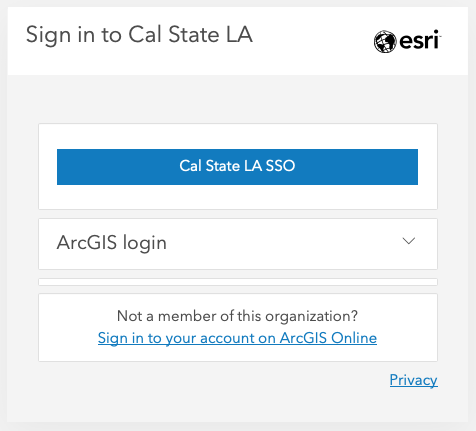 Sign in to Cal State LA
esri
Cal State LA SSO
ArcGIS login
Not a member of this organization?
Sign in to your account on ArcGIS Online
Privacy